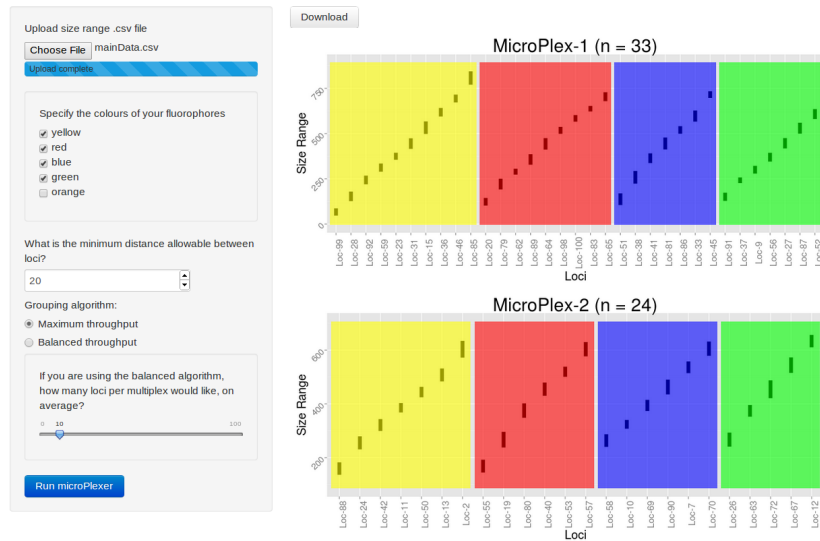 Upload size range .csv file
Choose File mainData.csv
Upload complete
Specify the colours of your fluorophores
yellow
red
blue
green
orange
What is the minimum distance allowable between
loci?
20
Grouping algorithm:
Maximum throughput
Balanced throughput
If you are using the balanced algorithm,
how many loci per multiplex would like, on
average?
0 10 100
Run microPlexer
Download
MicroPlex-1 (n = 33)
Size Range
750
500
250
0
Loc-99 Loc-28 Loc-92 Loc-59 Loc-23 Loc-31 Loc-15 Loc-36 Loc-46 Loc-85 Loc-20 Loc-79 Loc-62 Loc-89 Loc-64 Loc-98 Loc-100 Loc-83 Loc-65 Loc-51 Loc-38 Loc-41 Loc-81 Loc-86 Loc-33 Loc-45 Loc-91 Loc-37 Loc-9 Loc-56 Loc-27 Loc-87 Loc-52
Loci
MicroPlex-2 (n = 24)
Size Range
600
400
200
Loc-88 Loc-24 Loc-42 Loc-11 Loc-50 Loc-13 Loc-2 Loc-55 Loc-19 Loc-80 Loc-40 Loc-53 Loc-57 Loc-58 Loc-10 Loc-69 Loc-90 Loc-7 Loc-70 Loc-26 Loc-63 Loc-72 Loc-67 Loc-12
Loci